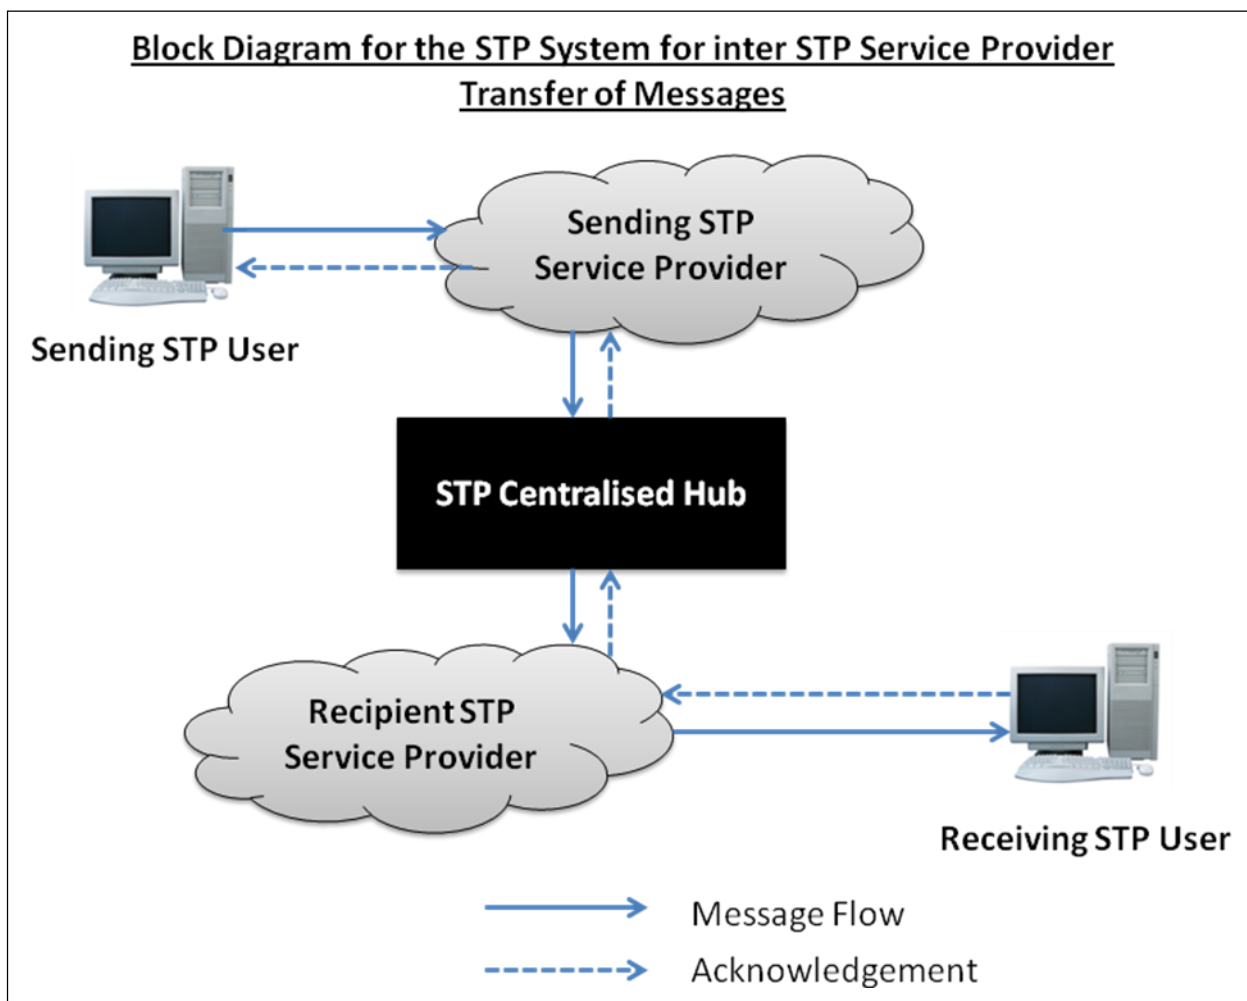 Block Diagram for the STP System for inter STP Service Provider
Transfer of Messages
Sending STP
Service Provider
Sending STP User
STP Centralised Hub
Recipient STP
Service Provider
Receiving STP User
Message Flow
Acknowledgement